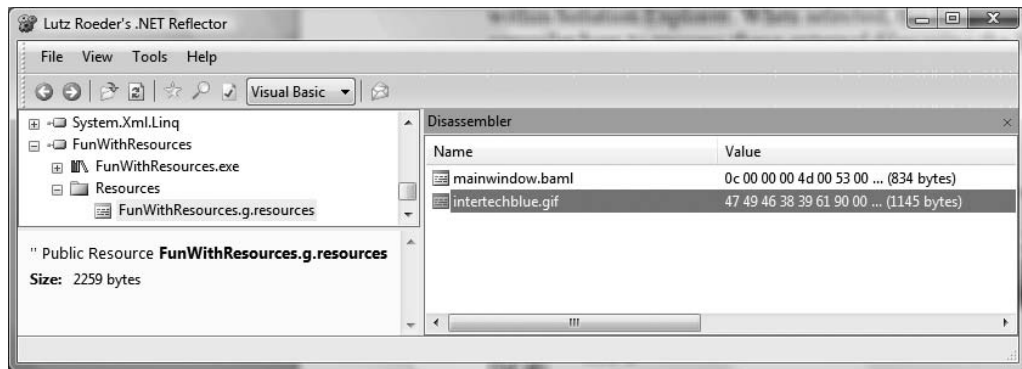 Lutz Roeder's .NET Reflector
File View Tools Help
Visual Basic
System.Xml.Linq
FunWithResources
FunWithResources.exe
Resources
FunWithResources.g.resources
" Public Resource FunWithResources.g.resources
Size: 2259 bytes
Disassembler
Name Value
mainwindow.baml 0c 00 00 00 4d 00 53 00 ... (834 bytes)
intertechblue.gif 47 49 46 38 39 61 90 00 ... (1145 bytes)